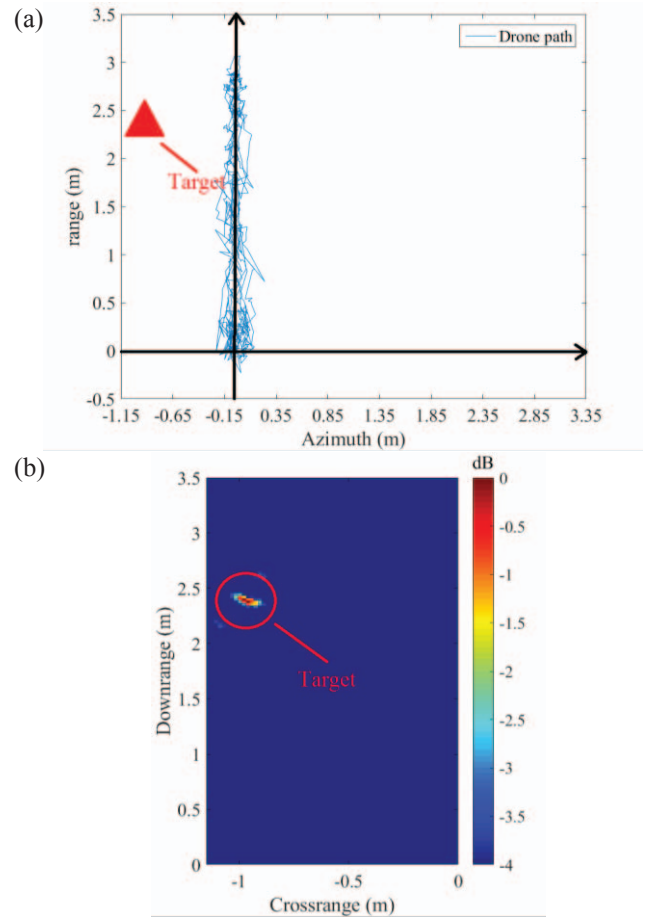 (a)
3.5
3
2.5
2
1.5
1
0.5
0
-0.5
range (m)
Drone path
Target
-1.15 -0.65 -0.15 0.35 0.85 1.35 1.85 2.35 2.85 3.35
Azimuth (m)
(b)
dB
3.5
3
2.5
2
1.5
1
0.5
0
Downrange (m)
Target
0
-0.5
-1
-1.5
-2
-2.5
-3
-3.5
-4
-1 -0.5 0
Crossrange (m)